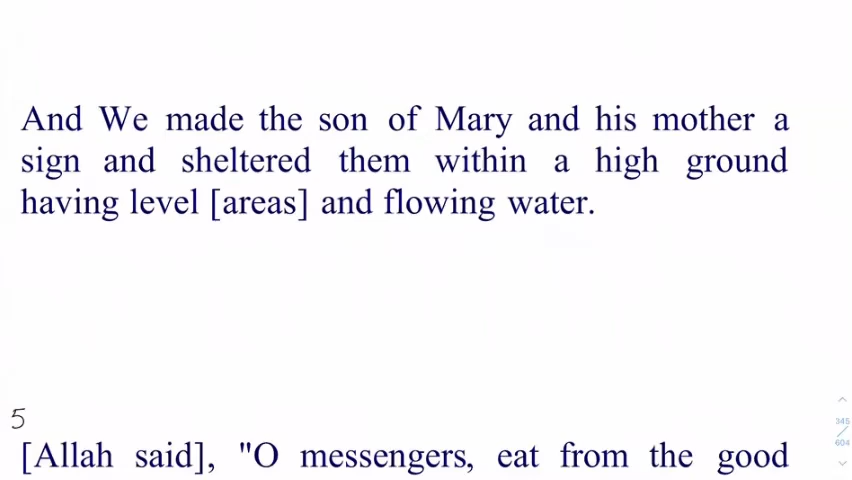 And We made the son of Mary and his mother a
sign and sheltered them within a high ground
having level [areas] and flowing water.
5
[Allah said], "O messengers, eat from the good
345
/
604